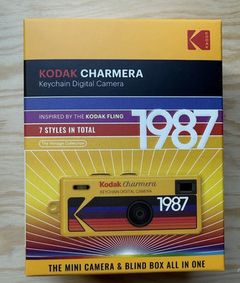 KODAK
KODAK CHARMERA
Keychain Digital Camera
INSPIRED BY THE KODAK FLING
7 STYLES IN TOTAL
The Vintage Collection
1987
Kodak Charmera
KEYCHAIN DIGITAL CAMERA
1987
THE MINI CAMERA & BLIND BOX ALL IN ONE